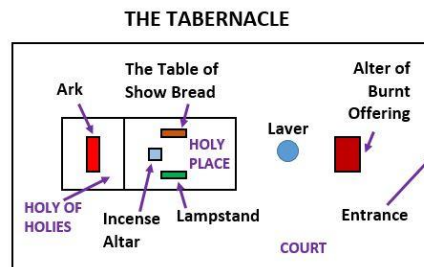 THE TABERNACLE
The Table of
Show Bread
Ark
Alter of
Burnt
Offering
Laver
HOLY
PLACE
HOLY OF
HOLIES
Incense
Altar
Lampstand
Entrance
COURT